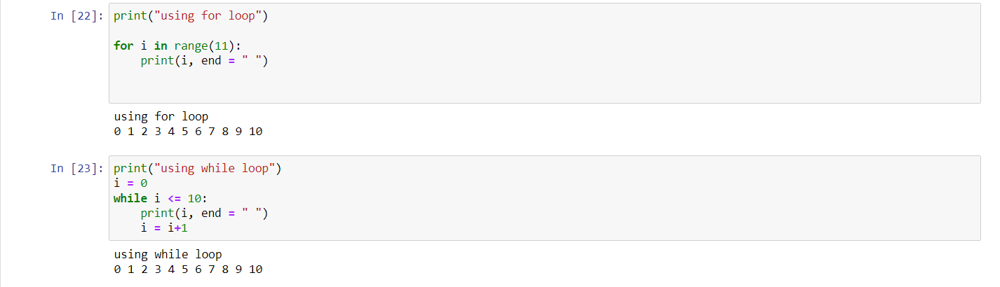 In [22]: print("using for loop")
for i in range(11):
    print(i, end = " ")
using for loop
0 1 2 3 4 5 6 7 8 9 10
In [23]: print("using while loop")
i = 0
while i <= 10:
    print(i, end = " ")
    i = i+1
using while loop
0 1 2 3 4 5 6 7 8 9 10